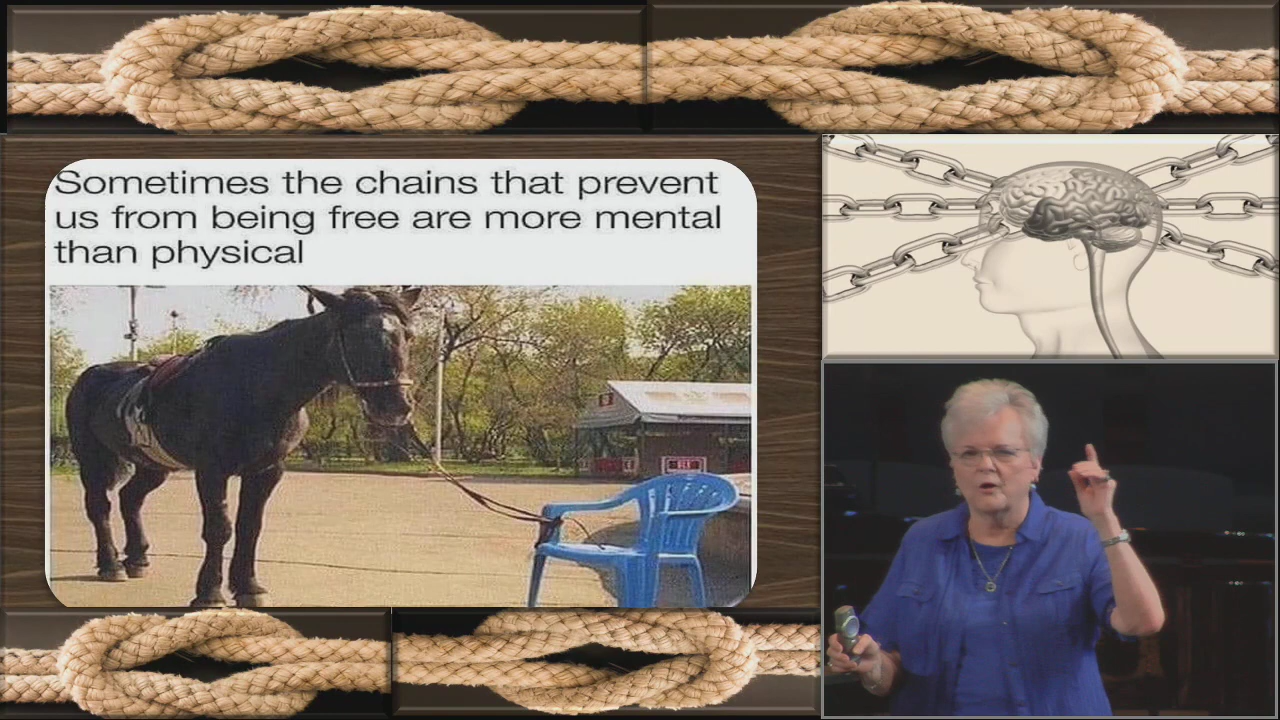 Sometimes the chains that prevent
us from being free are more mental
than physical